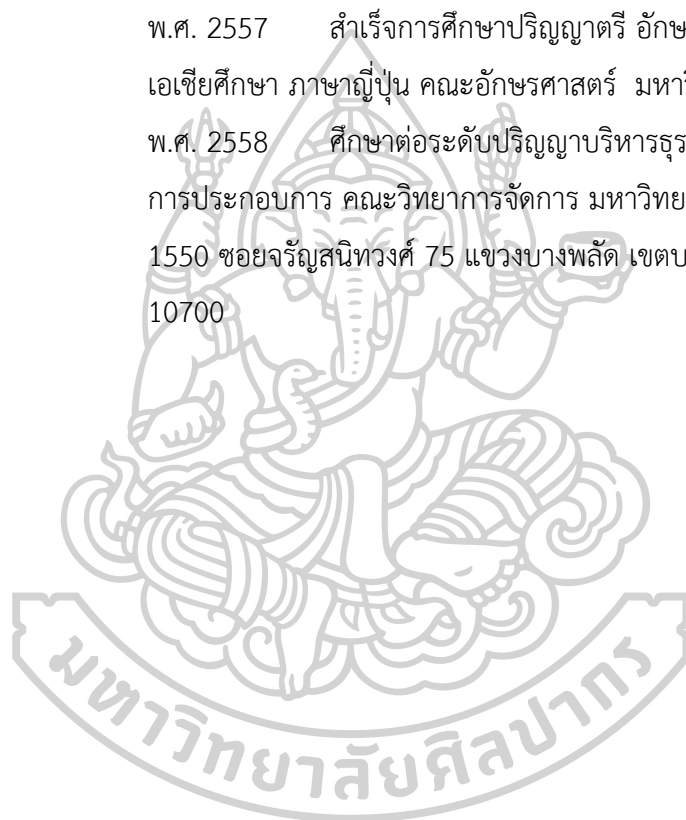 พ.ศ. 2557 สำเร็จการศึกษาปริญญาตรี
เอเชียศึกษา ภาษาญี่ปุ่น คณะอักษรศาสตร์
พ.ศ. 2558 ศึกษาต่อระดับปริญญาบริหารธุร
การประกอบการ คณะวิทยาการจัดการ มหาวิทย
1550 ซอยจรัญสนิทวงศ์ 75 แขวงบางพลัด เขตบ
10700
มหาวิทยาลัยศิลปากร